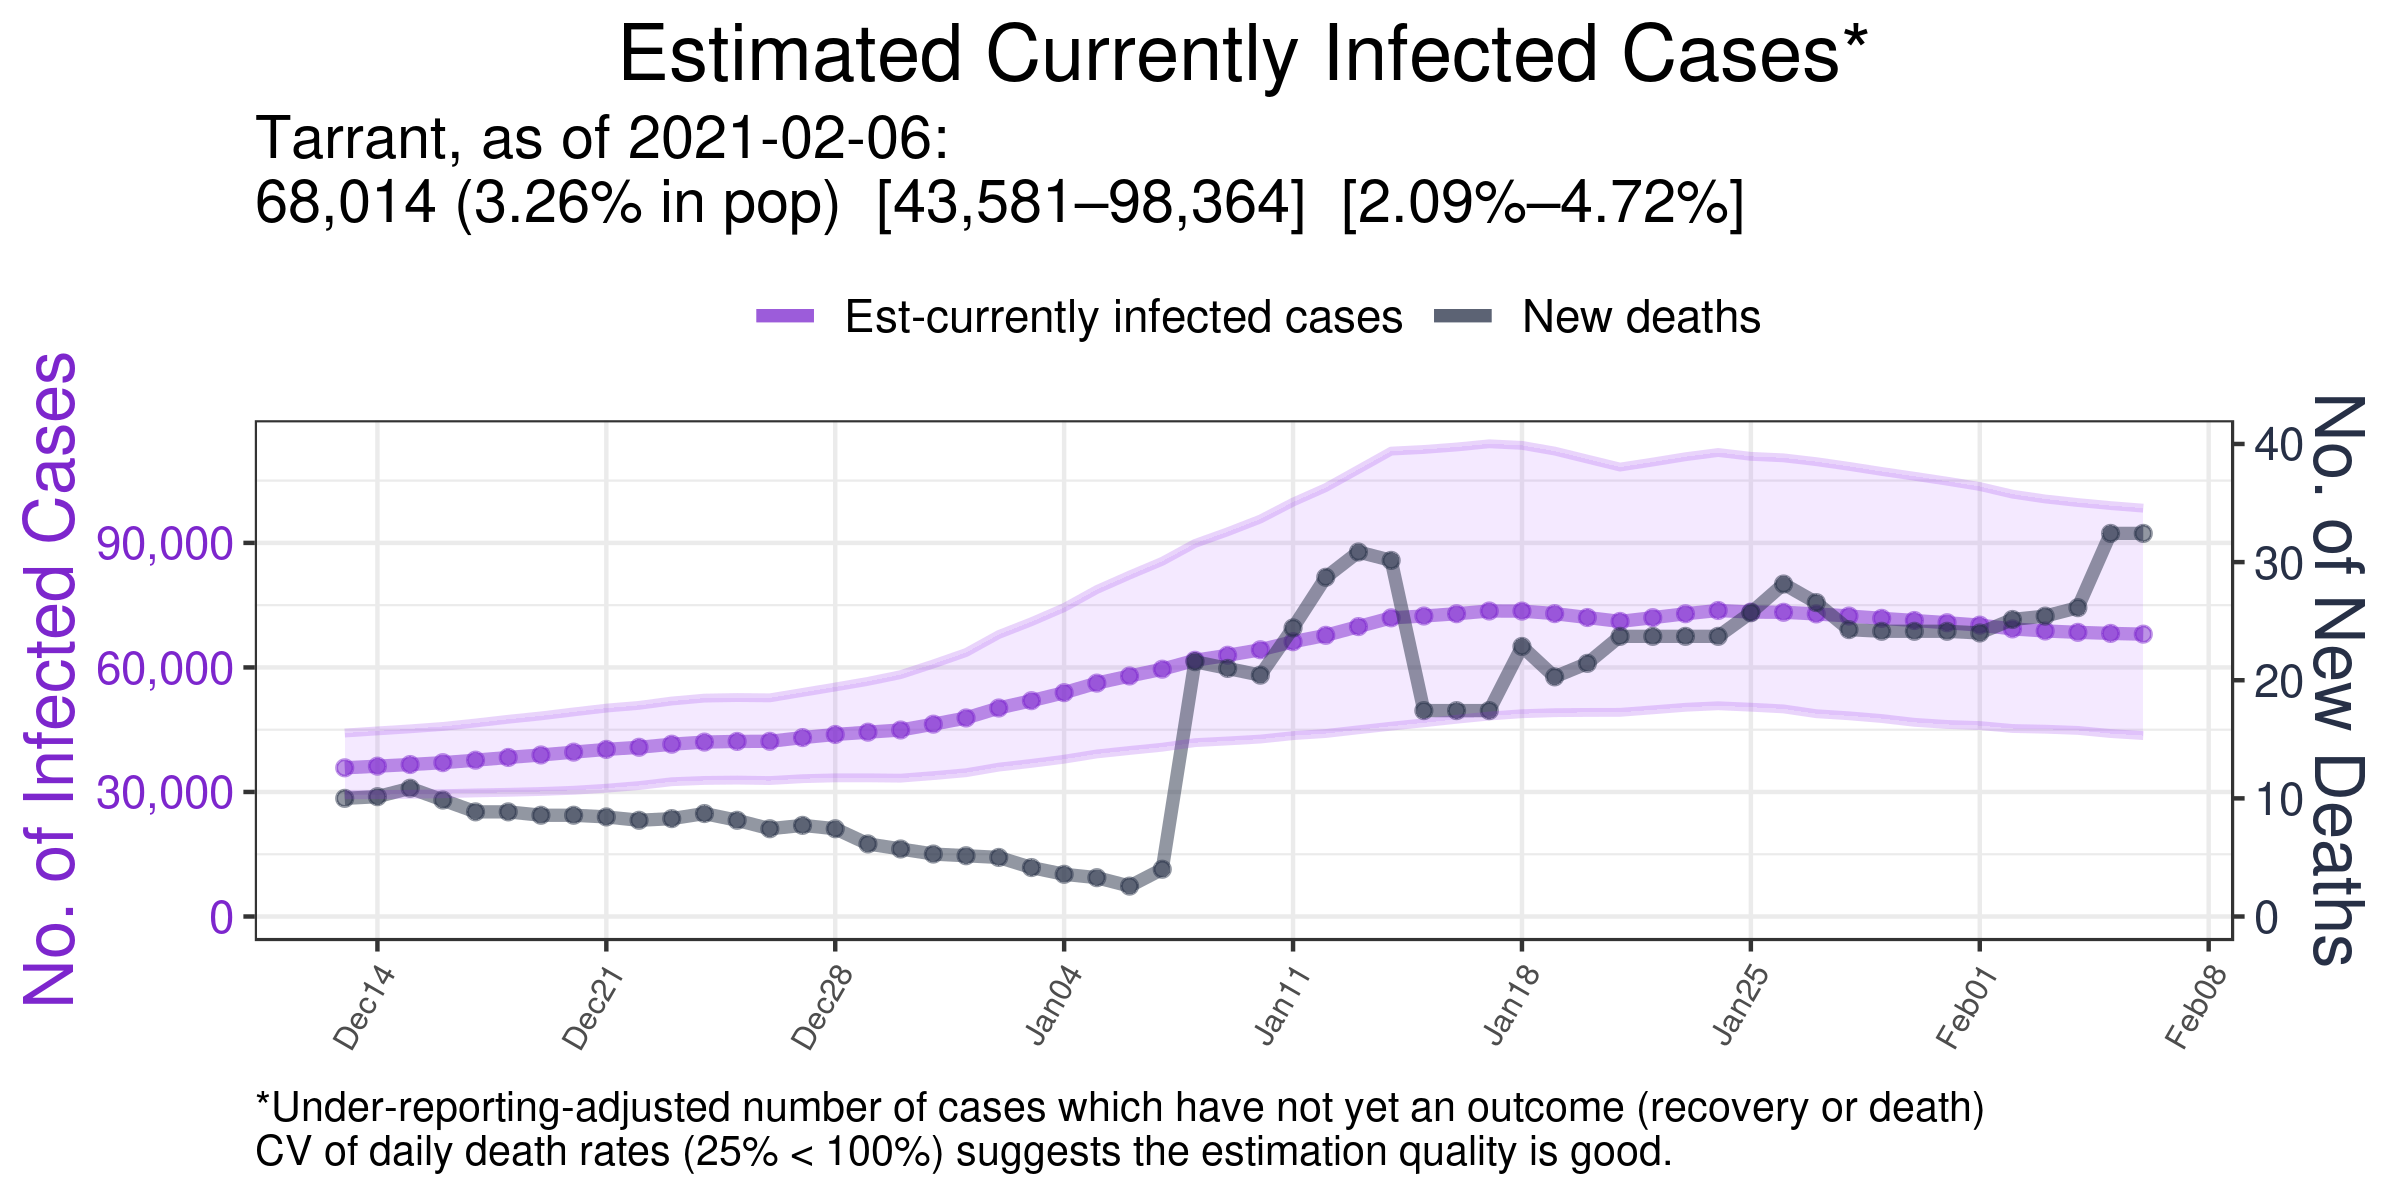 Estimated Currently Infected Cases*
Tarrant, as of 2021-02-06:
68,014 (3.26% in pop)  [43,581–98,364]  [2.09%–4.72%]
Est-currently infected cases
New deaths
No. of Infected Cases
90,000
60,000
30,000
0
No. of New Deaths
40
30
20
10
0
Dec14
Dec21
Dec28
Jan04
Jan11
Jan18
Jan25
Feb01
Feb08
*Under-reporting-adjusted number of cases which have not yet an outcome (recovery or death)
CV of daily death rates (25% < 100%) suggests the estimation quality is good.